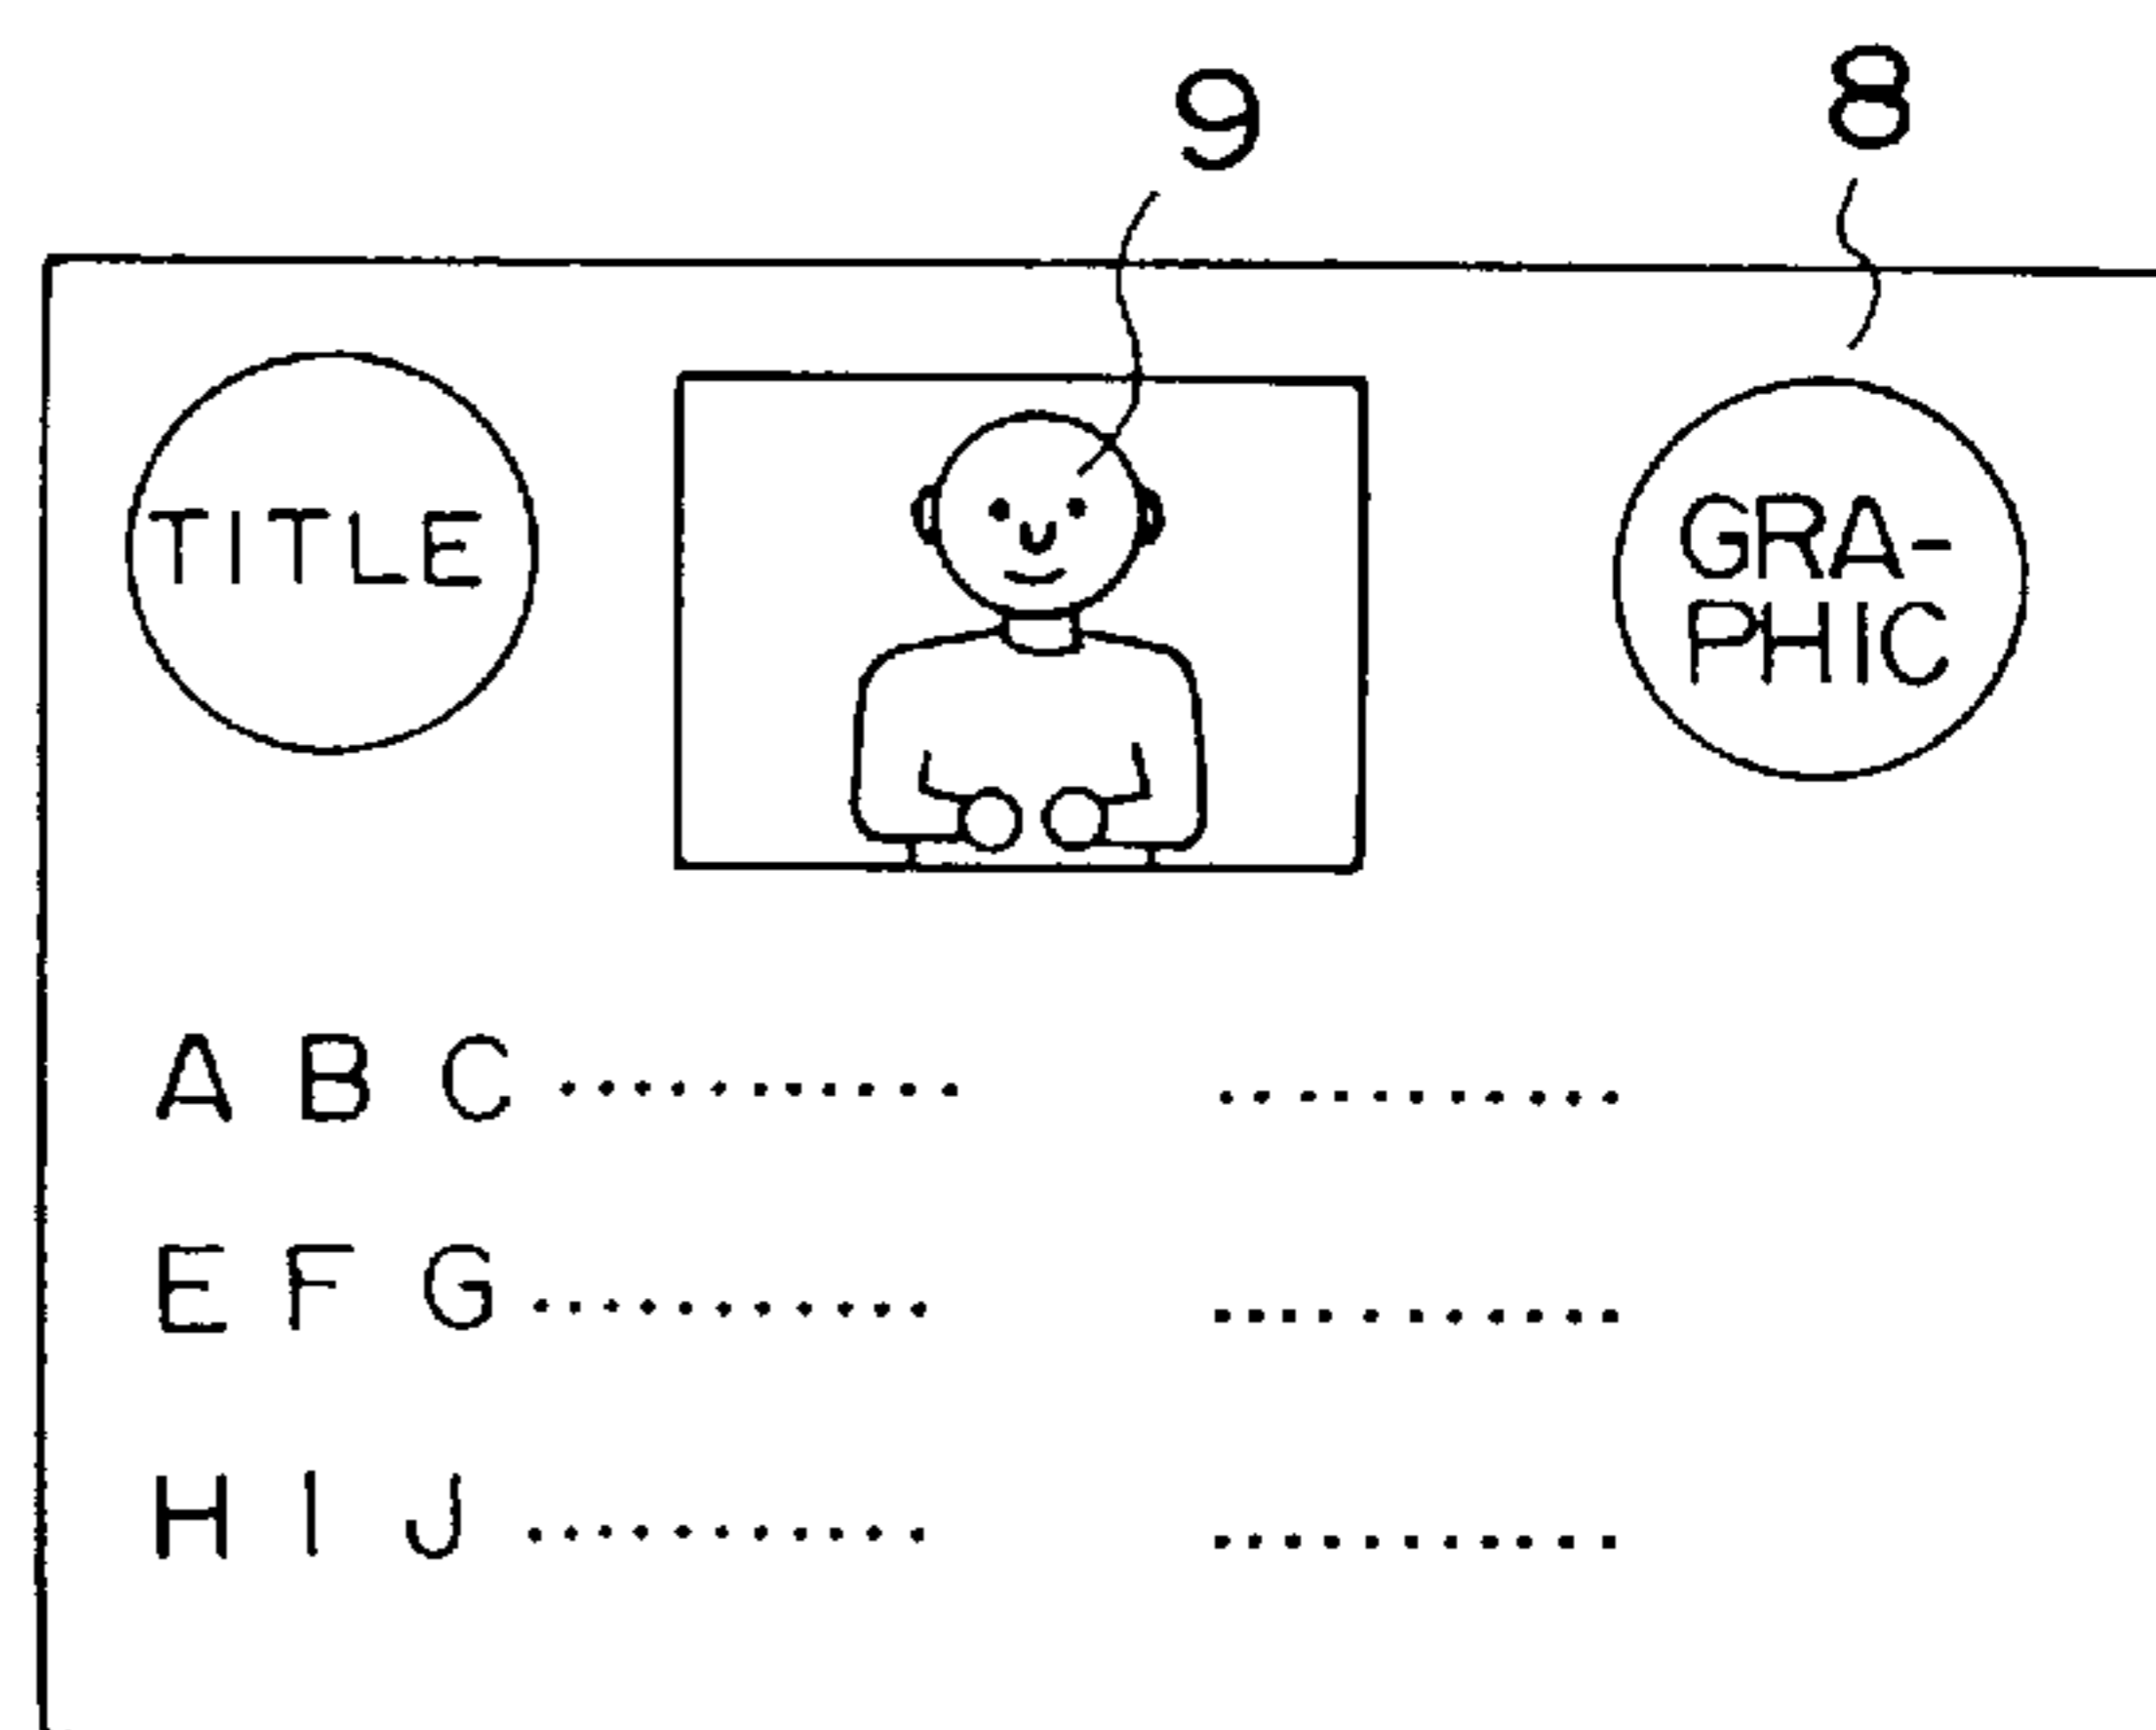 9 8
TITLE
GRA-
PHIC
A B C ........... ...........
E F G ........... ...........
H I J ........... ...........